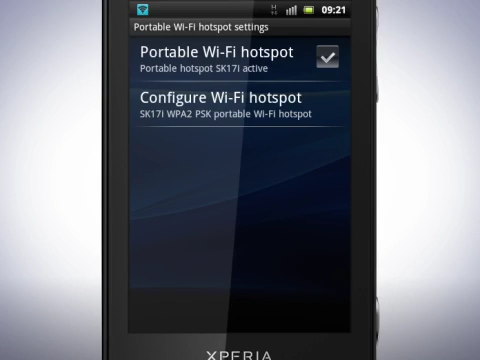 09:21
Portable Wi-Fi hotspot settings
Portable Wi-Fi hotspot
Portable hotspot SK17i active
Configure Wi-Fi hotspot
SK17i WPA2 PSK portable Wi-Fi hotspot
XPERIA